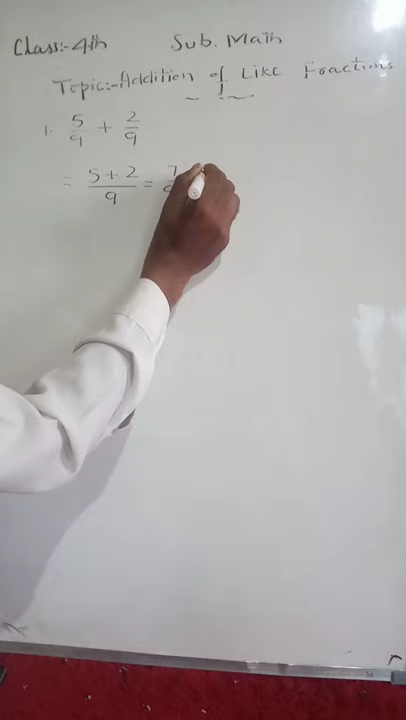 Class:- 4th Sub. Math
Topic:- Addition of Like Fractions
1. 5/9 + 2/9
= 5+2/9 = 7